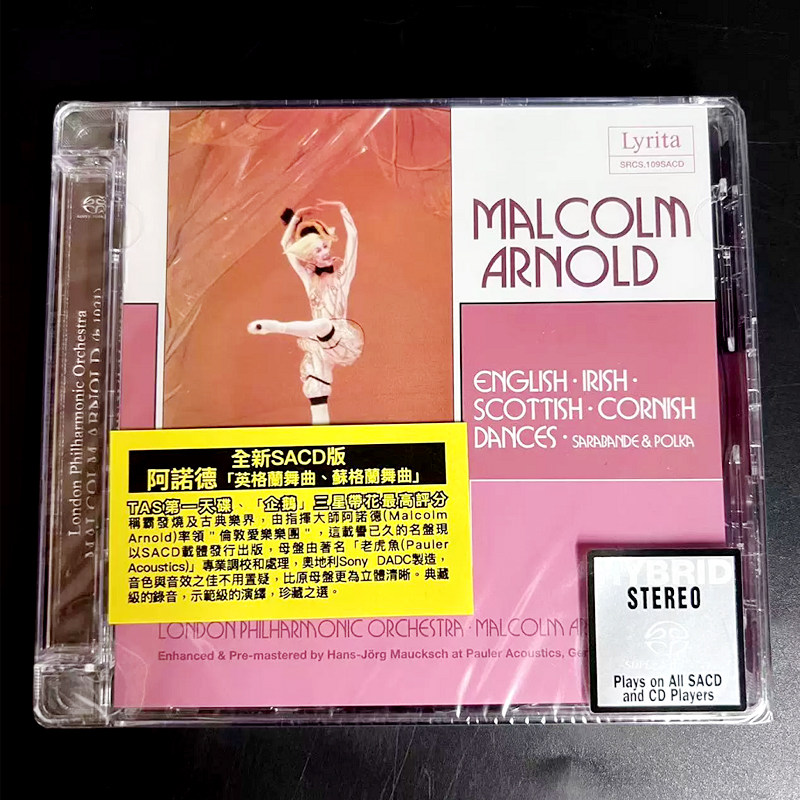 Lyrita
SRCS.109SACD
MALCOLM
ARNOLD
ENGLISH · IRISH ·
SCOTTISH · CORNISH
DANCES · SARABANDE & POLKA
London Philharmonic Orchestra
MALCOLM ARNOLD (b.1921)
全新SACD版
阿諾德「英格蘭舞曲、蘇格蘭舞曲」
TAS第一天碟、「企鵝」三星帶花最高評分
稱霸發燒及古典樂界，由指揮大師阿諾德(Malcolm
Arnold)率領"倫敦愛樂樂團"，這載譽已久的名盤現
以SACD載體發行出版，母盤由著名「老虎魚(Pauler
Acoustics)」專業調校和處理，奧地利Sony DADC製造，
音色與音效之佳不用置疑，比原母盤更為立體清晰。典藏
級的錄音，示範級的演繹，珍藏之選。
LONDON PHILHARMONIC ORCHESTRA · MALCOLM
Enhanced & Pre-mastered by Hans-Jörg Maucksch at Pauler Acoustics,
HYBRID
STEREO
Plays on All SACD
and CD Players